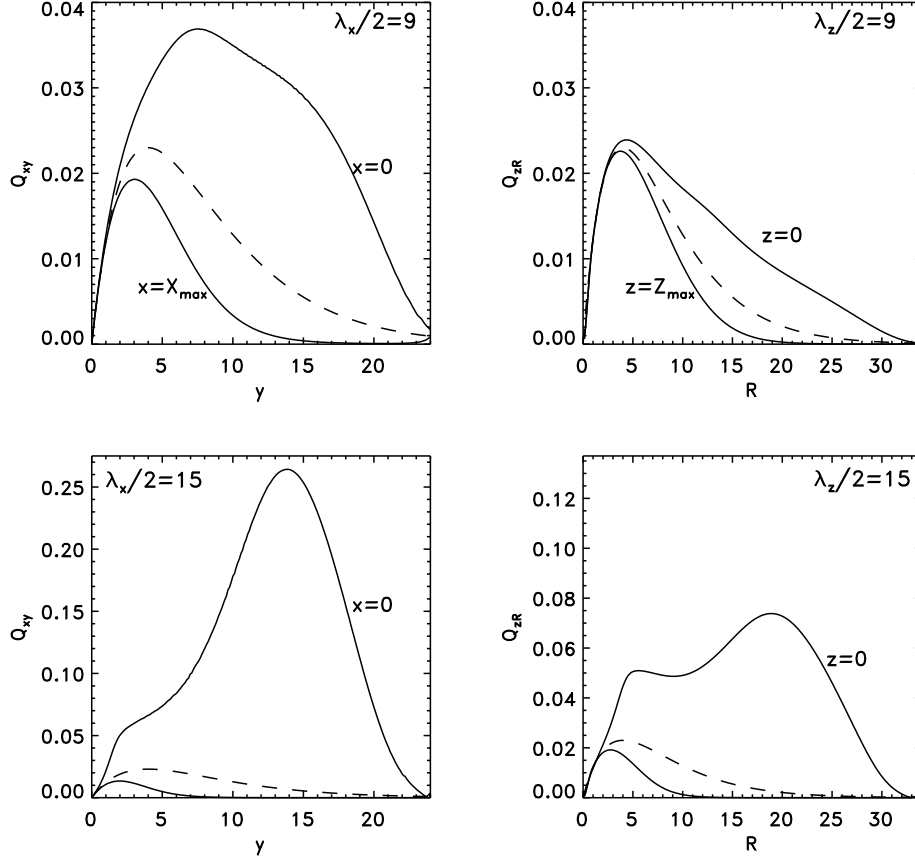 λx/2=9
0.04
0.03
0.02
0.01
0.00
Qxy
x=0
x=Xmax
0 5 10 15 20
y
λz/2=9
0.04
0.03
0.02
0.01
0.00
QzR
z=0
z=Zmax
0 5 10 15 20 25 30
R
λx/2=15
0.25
0.20
0.15
0.10
0.05
0.00
Qxy
x=0
0 5 10 15 20
y
λz/2=15
0.12
0.10
0.08
0.06
0.04
0.02
0.00
QzR
z=0
0 5 10 15 20 25 30
R